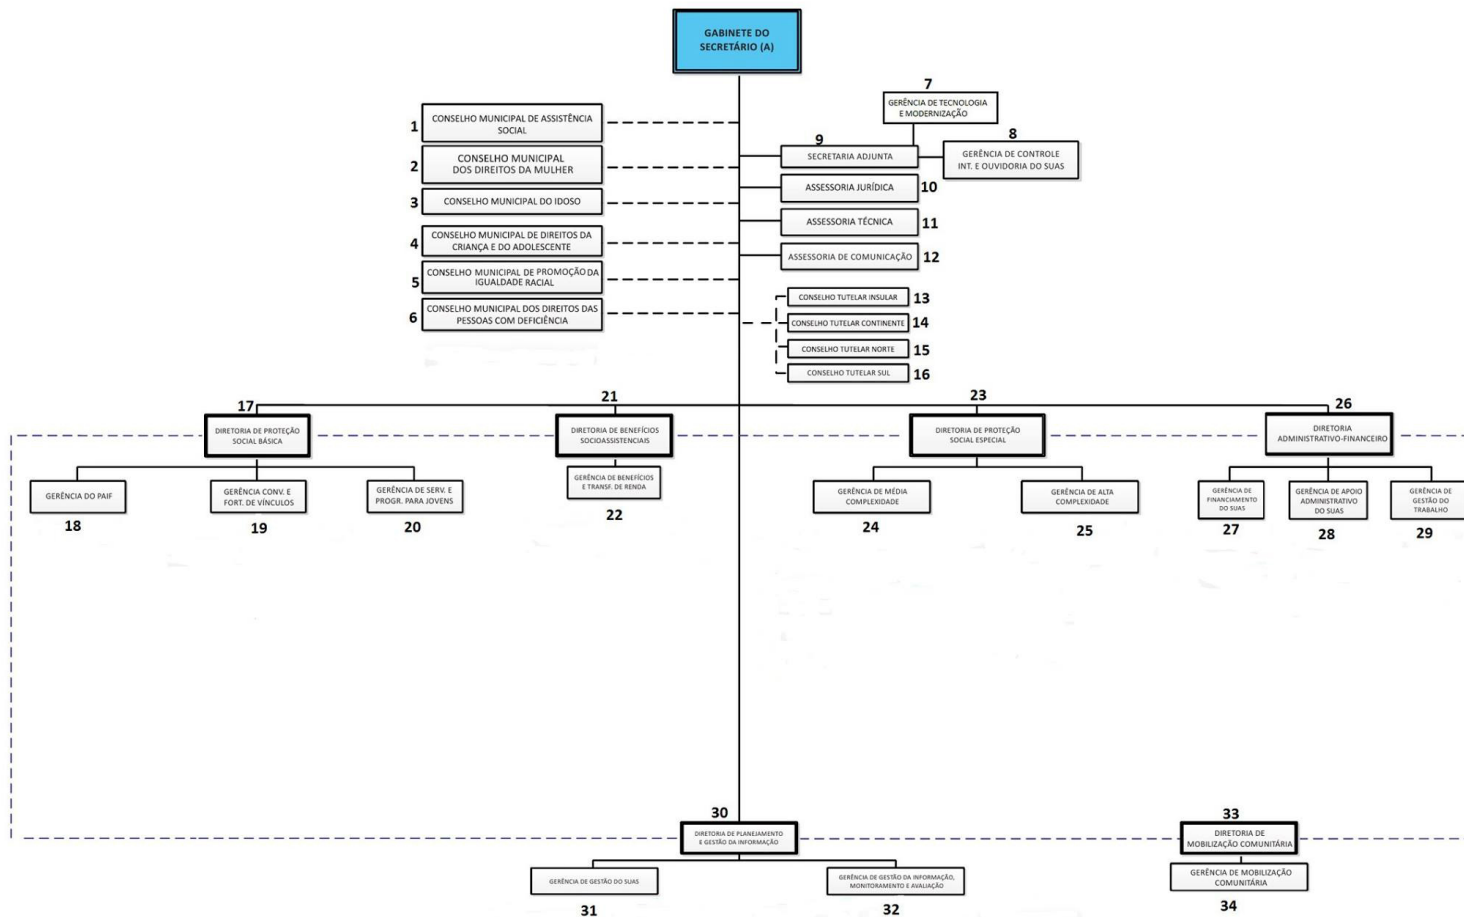 GABINETE DO
SECRETÁRIO (A)
7
GERÊNCIA DE TECNOLOGIA
E MODERNIZAÇÃO
1
CONSELHO MUNICIPAL DE ASSISTÊNCIA
SOCIAL
2
CONSELHO MUNICIPAL
DOS DIREITOS DA MULHER
3
CONSELHO MUNICIPAL DO IDOSO
4
CONSELHO MUNICIPAL DE DIREITOS DA
CRIANÇA E DO ADOLESCENTE
5
CONSELHO MUNICIPAL DE PROMOÇÃO DA
IGUALDADE RACIAL
6
CONSELHO MUNICIPAL DOS DIREITOS DAS
PESSOAS COM DEFICIÊNCIA
9
SECRETARIA ADJUNTA
8
GERÊNCIA DE CONTROLE
INT. E OUVIDORIA DO SUAS
ASSESSORIA JURÍDICA
10
ASSESSORIA TÉCNICA
11
ASSESSORIA DE COMUNICAÇÃO
12
CONSELHO TUTELAR INSULAR
13
CONSELHO TUTELAR CONTINENTE
14
CONSELHO TUTELAR NORTE
15
CONSELHO TUTELAR SUL
16
17
DIRETORIA DE PROTEÇÃO
SOCIAL BÁSICA
21
DIRETORIA DE BENEFÍCIOS
SOCIOASSISTENCIAIS
23
DIRETORIA DE PROTEÇÃO
SOCIAL ESPECIAL
26
DIRETORIA
ADMINISTRATIVO-FINANCEIRO
GERÊNCIA DO PAIF
18
GERÊNCIA CONV. E
FORT. DE VÍNCULOS
19
GERÊNCIA DE SERV. E
PROGR. PARA JOVENS
20
GERÊNCIA DE BENEFÍCIOS
E TRANSF. DE RENDA
22
GERÊNCIA DE MÉDIA
COMPLEXIDADE
24
GERÊNCIA DE ALTA
COMPLEXIDADE
25
GERÊNCIA DE
FINANCIAMENTO
DO SUAS
27
GERÊNCIA DE APOIO
ADMINISTRATIVO
DO SUAS
28
GERÊNCIA DE
GESTÃO DO
TRABALHO
29
30
DIRETORIA DE PLANEJAMENTO
E GESTÃO DA INFORMAÇÃO
33
DIRETORIA DE
MOBILIZAÇÃO COMUNITÁRIA
GERÊNCIA DE GESTÃO DO SUAS
31
GERÊNCIA DE GESTÃO DA INFORMAÇÃO,
MONITORAMENTO E AVALIAÇÃO
32
GERÊNCIA DE MOBILIZAÇÃO
COMUNITÁRIA
34